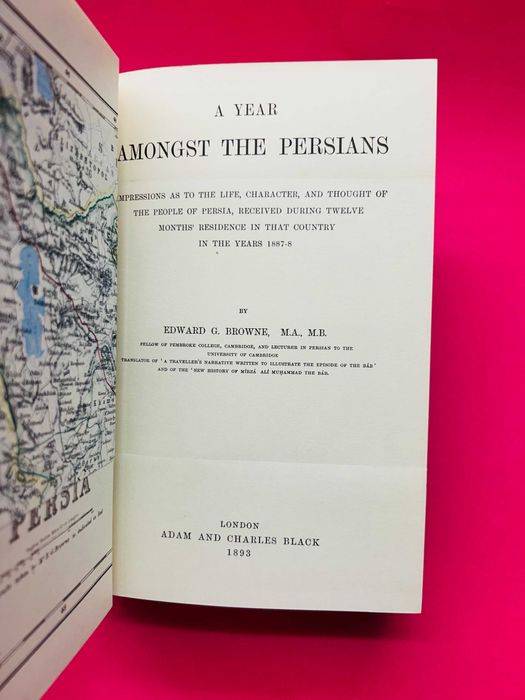 A YEAR
AMONGST THE PERSIANS
IMPRESSIONS AS TO THE LIFE, CHARACTER, AND THOUGHT OF
THE PEOPLE OF PERSIA, RECEIVED DURING TWELVE
MONTHS' RESIDENCE IN THAT COUNTRY
IN THE YEARS 1887-8
BY
EDWARD G. BROWNE, M.A., M.B.
FELLOW OF PEMBROKE COLLEGE, CAMBRIDGE, AND LECTURER IN PERSIAN TO THE
UNIVERSITY OF CAMBRIDGE
TRANSLATOR OF 'A TRAVELLER'S NARRATIVE WRITTEN TO ILLUSTRATE THE EPISODE OF THE BÁB'
AND OF THE 'NEW HISTORY OF MÍRZÁ ALÍ MUḤAMMAD THE BÁB.
LONDON
ADAM AND CHARLES BLACK
1893
PERSIA